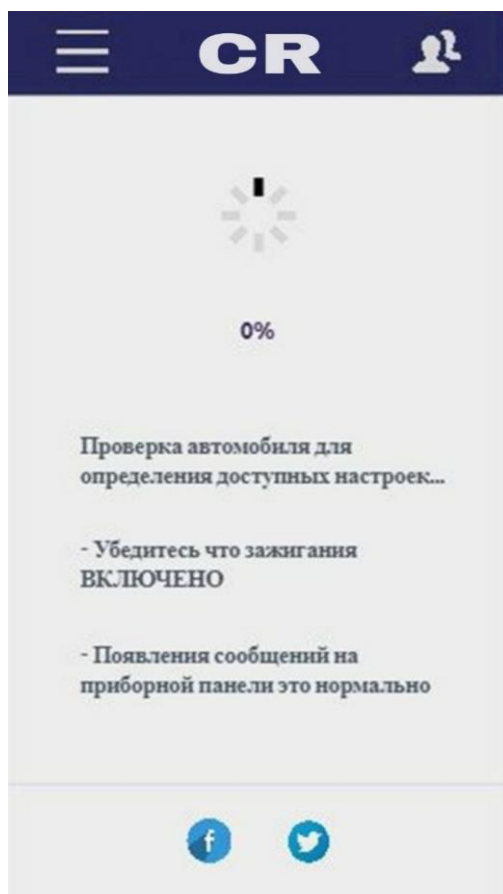 CR
0%
Проверка автомобиля для
определения доступных настроек...
- Убедитесь что зажигания
ВКЛЮЧЕНО
- Появления сообщений на
приборной панели это нормально